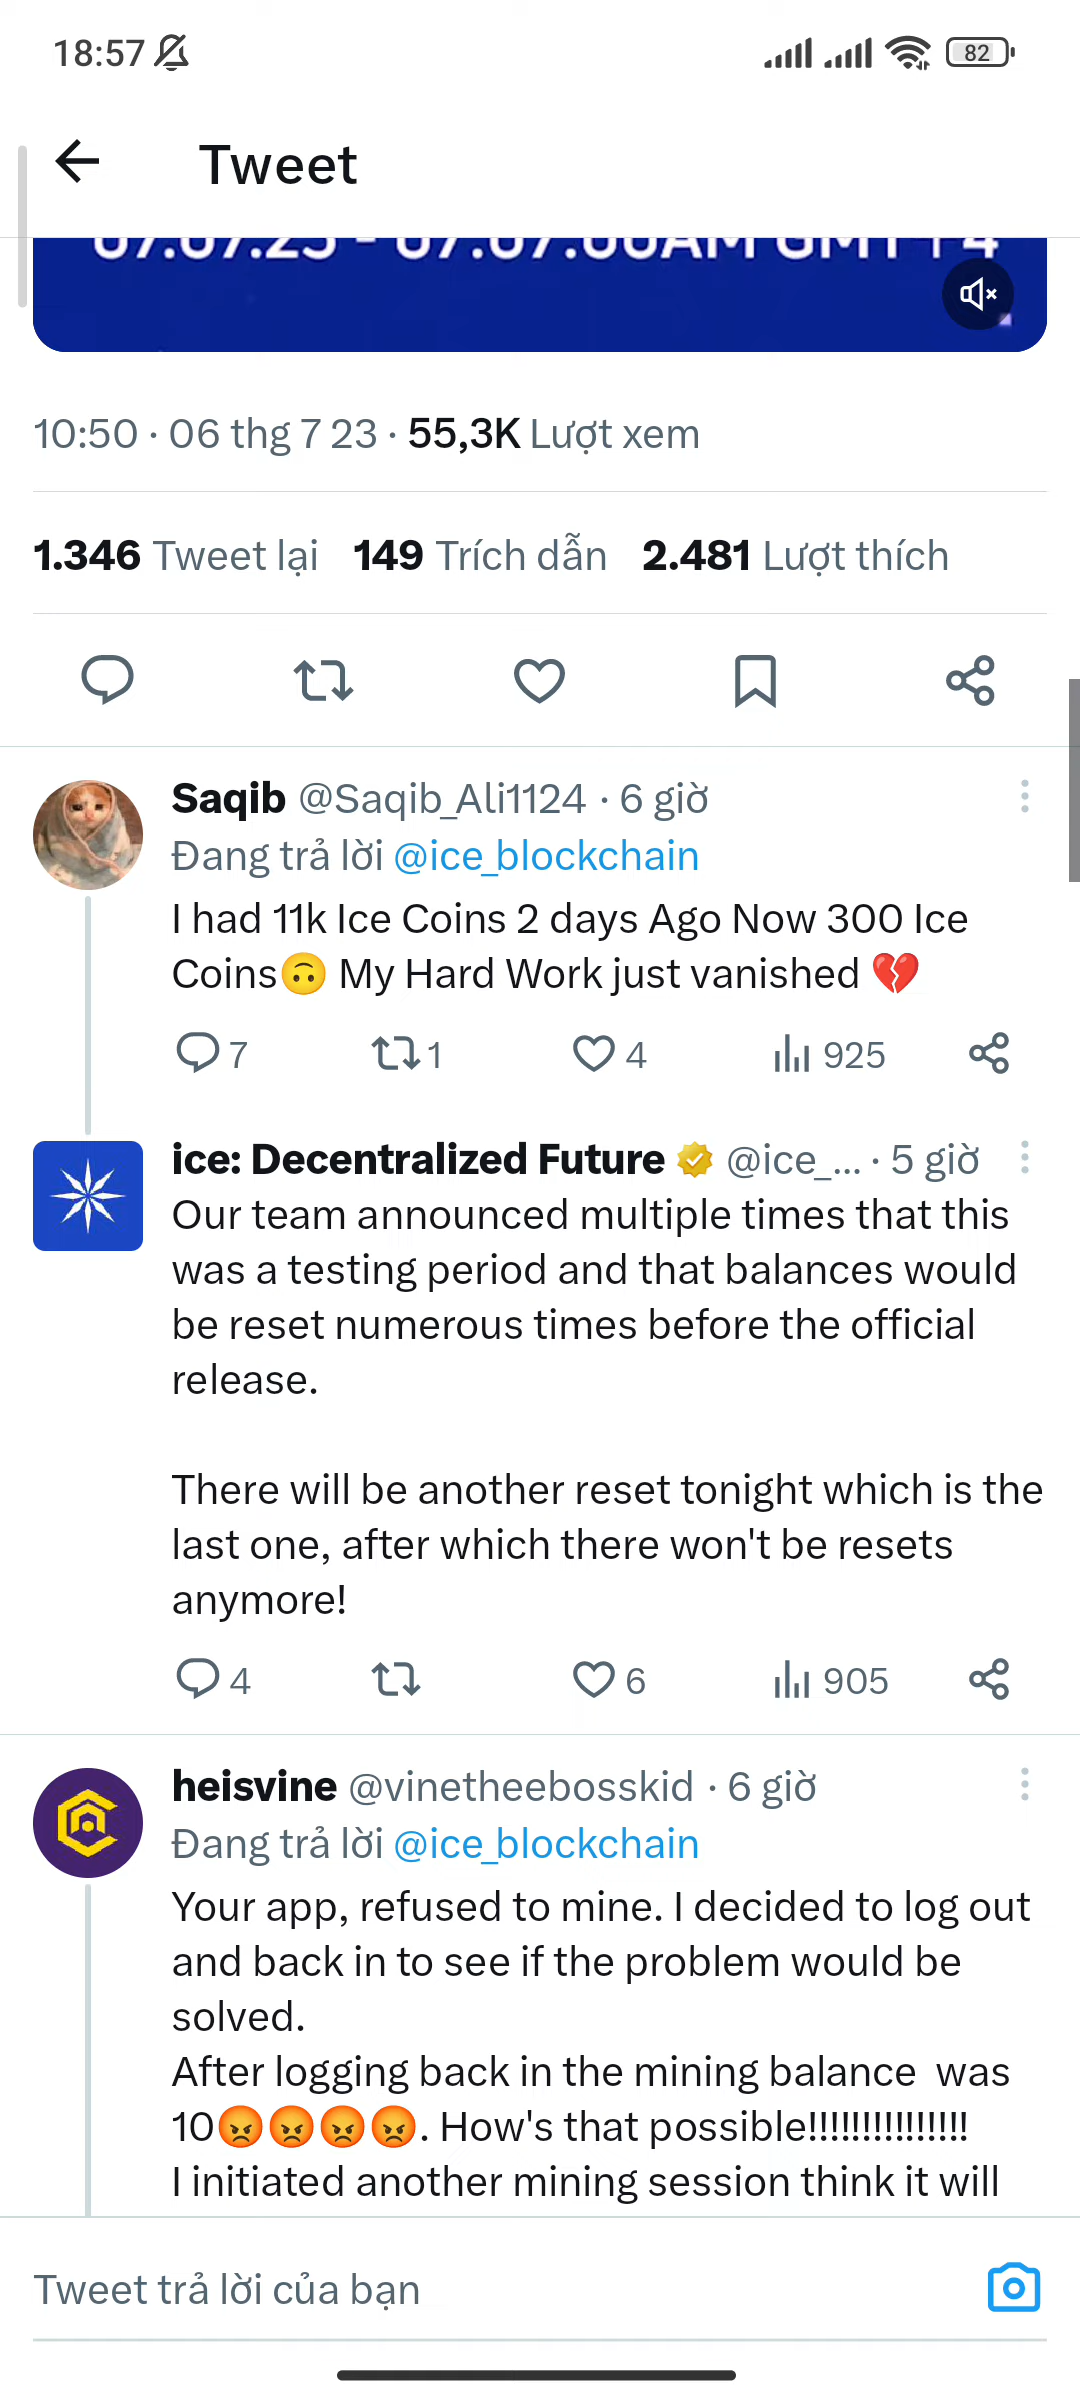 18:57
82
Tweet
07.07.23 - 07:07:00AM GMT+4
10:50 · 06 thg 7 23 · 55,3K Lượt xem
1.346 Tweet lại 149 Trích dẫn 2.481 Lượt thích
Saqib @Saqib_Ali1124 · 6 giờ
Đang trả lời @ice_blockchain
I had 11k Ice Coins 2 days Ago Now 300 Ice
Coins🙃 My Hard Work just vanished 💔
7 1 4 925
ice: Decentralized Future @ice_... · 5 giờ
Our team announced multiple times that this
was a testing period and that balances would
be reset numerous times before the official
release.
There will be another reset tonight which is the
last one, after which there won't be resets
anymore!
4 6 905
heisvine @vinetheebosskid · 6 giờ
Đang trả lời @ice_blockchain
Your app, refused to mine. I decided to log out
and back in to see if the problem would be
solved.
After logging back in the mining balance  was
10😡😡😡😡. How's that possible!!!!!!!!!!!!!!!
I initiated another mining session think it will
Tweet trả lời của bạn